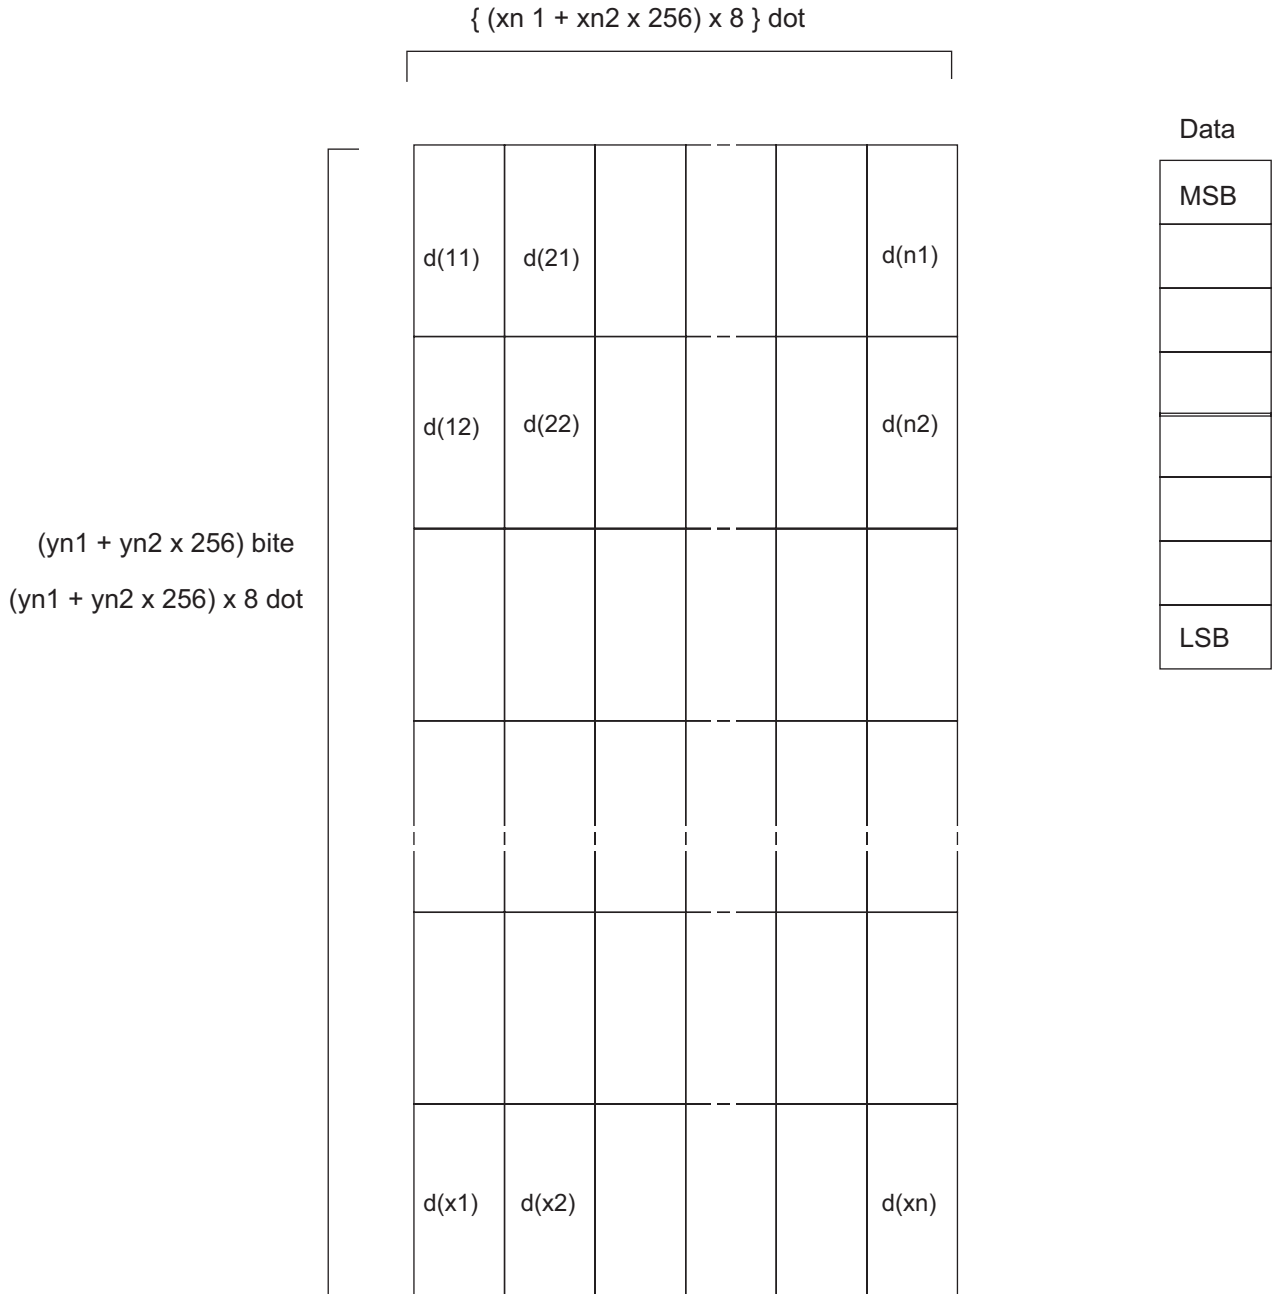 { (xn 1 + xn2 x 256) x 8 } dot
Data
MSB
d(11) d(21) d(n1)
d(12) d(22) d(n2)
(yn1 + yn2 x 256) bite
(yn1 + yn2 x 256) x 8 dot
LSB
d(x1) d(x2) d(xn)